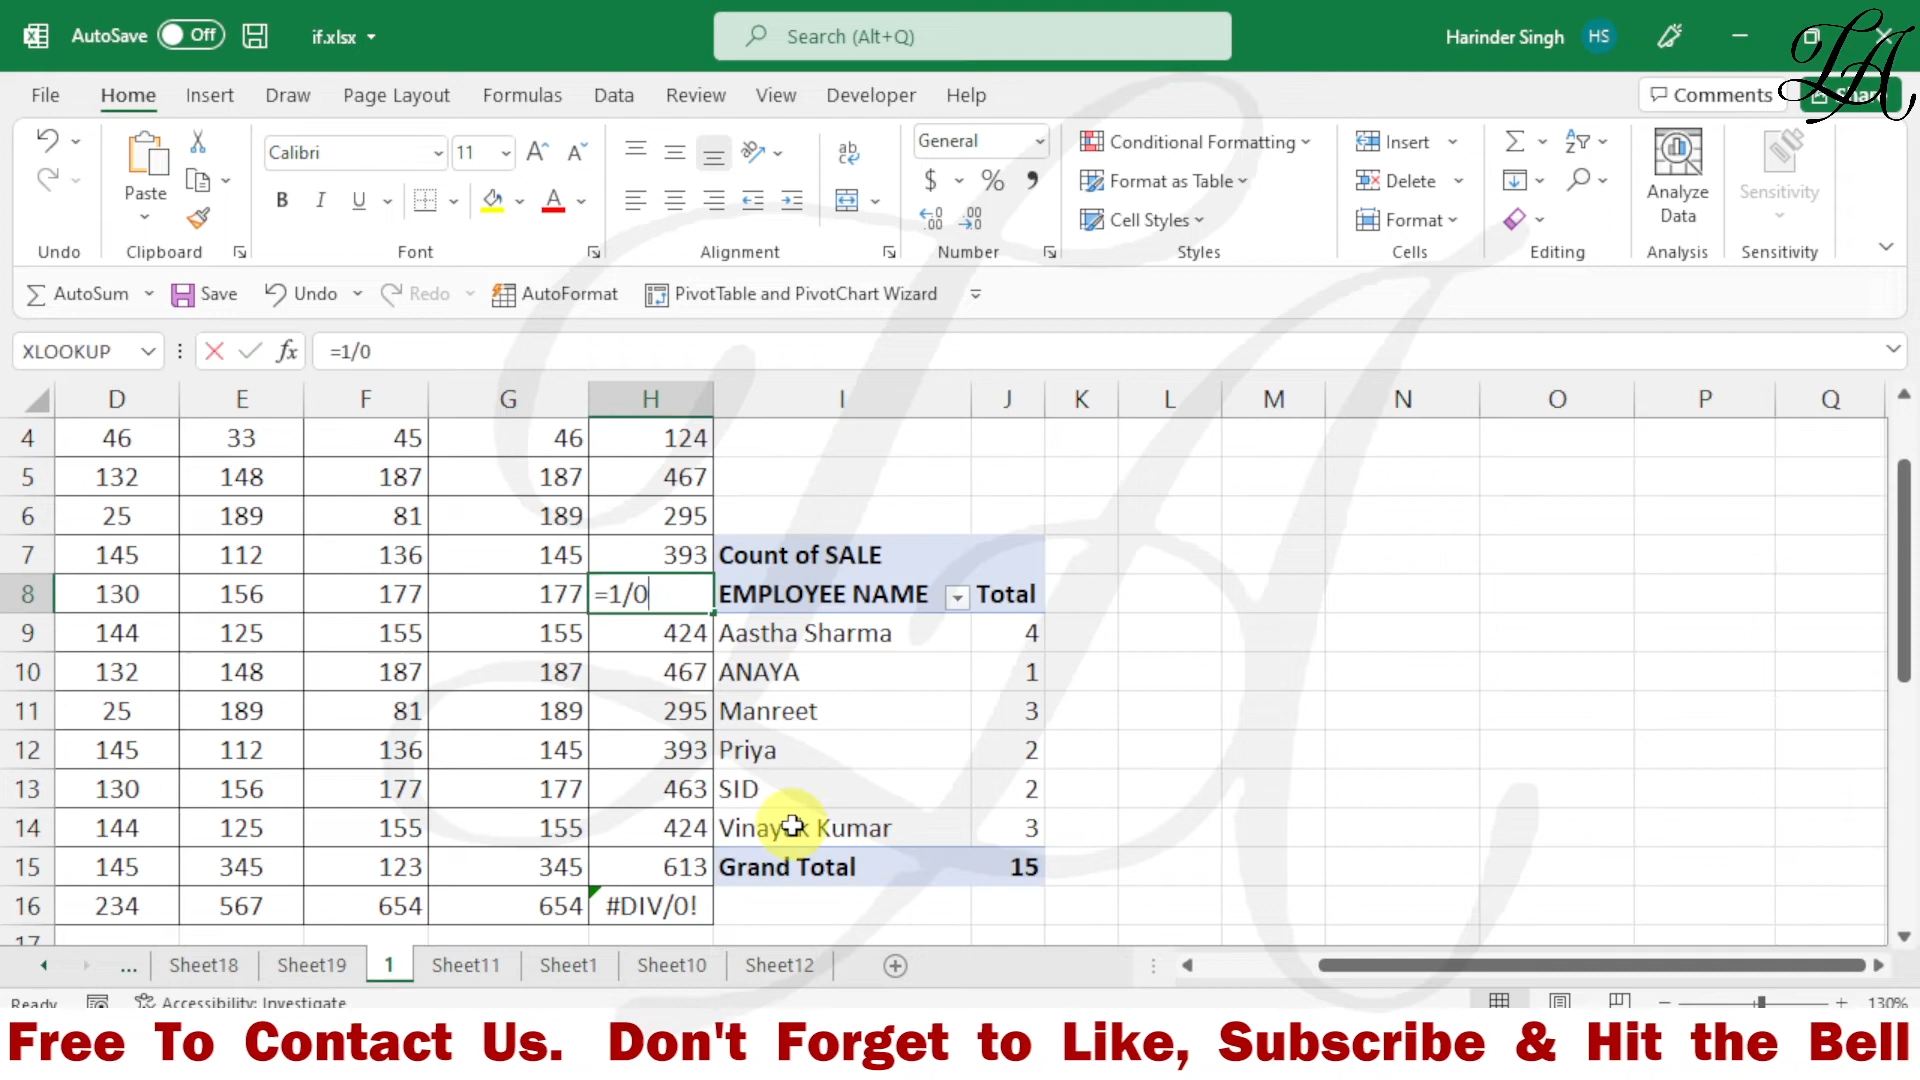 AutoSave Off if.xlsx Search (Alt+Q) Harinder Singh HS
LA
File Home Insert Draw Page Layout Formulas Data Review View Developer Help Comments Share
Calibri 11 General Conditional Formatting Insert
Paste Format as Table Delete Analyze Data Sensitivity
B I U $ % Cell Styles Format
Undo Clipboard Font Alignment Number Styles Cells Editing Analysis Sensitivity
AutoSum Save Undo Redo AutoFormat PivotTable and PivotChart Wizard
XLOOKUP fx =1/0
D E F G H I J K L M N O P Q
4 46 33 45 46 124
5 132 148 187 187 467
6 25 189 81 189 295
7 145 112 136 145 393 Count of SALE
8 130 156 177 177 =1/0 EMPLOYEE NAME Total
9 144 125 155 155 424 Aastha Sharma 4
10 132 148 187 187 467 ANAYA 1
11 25 189 81 189 295 Manreet 3
12 145 112 136 145 393 Priya 2
13 130 156 177 177 463 SID 2
14 144 125 155 155 424 Vinayak Kumar 3
15 145 345 123 345 613 Grand Total 15
16 234 567 654 654 #DIV/0!
17
... Sheet18 Sheet19 1 Sheet11 Sheet1 Sheet10 Sheet12
Ready Accessibility: Investigate 130%
Free To Contact Us. Don't Forget to Like, Subscribe & Hit the Bell